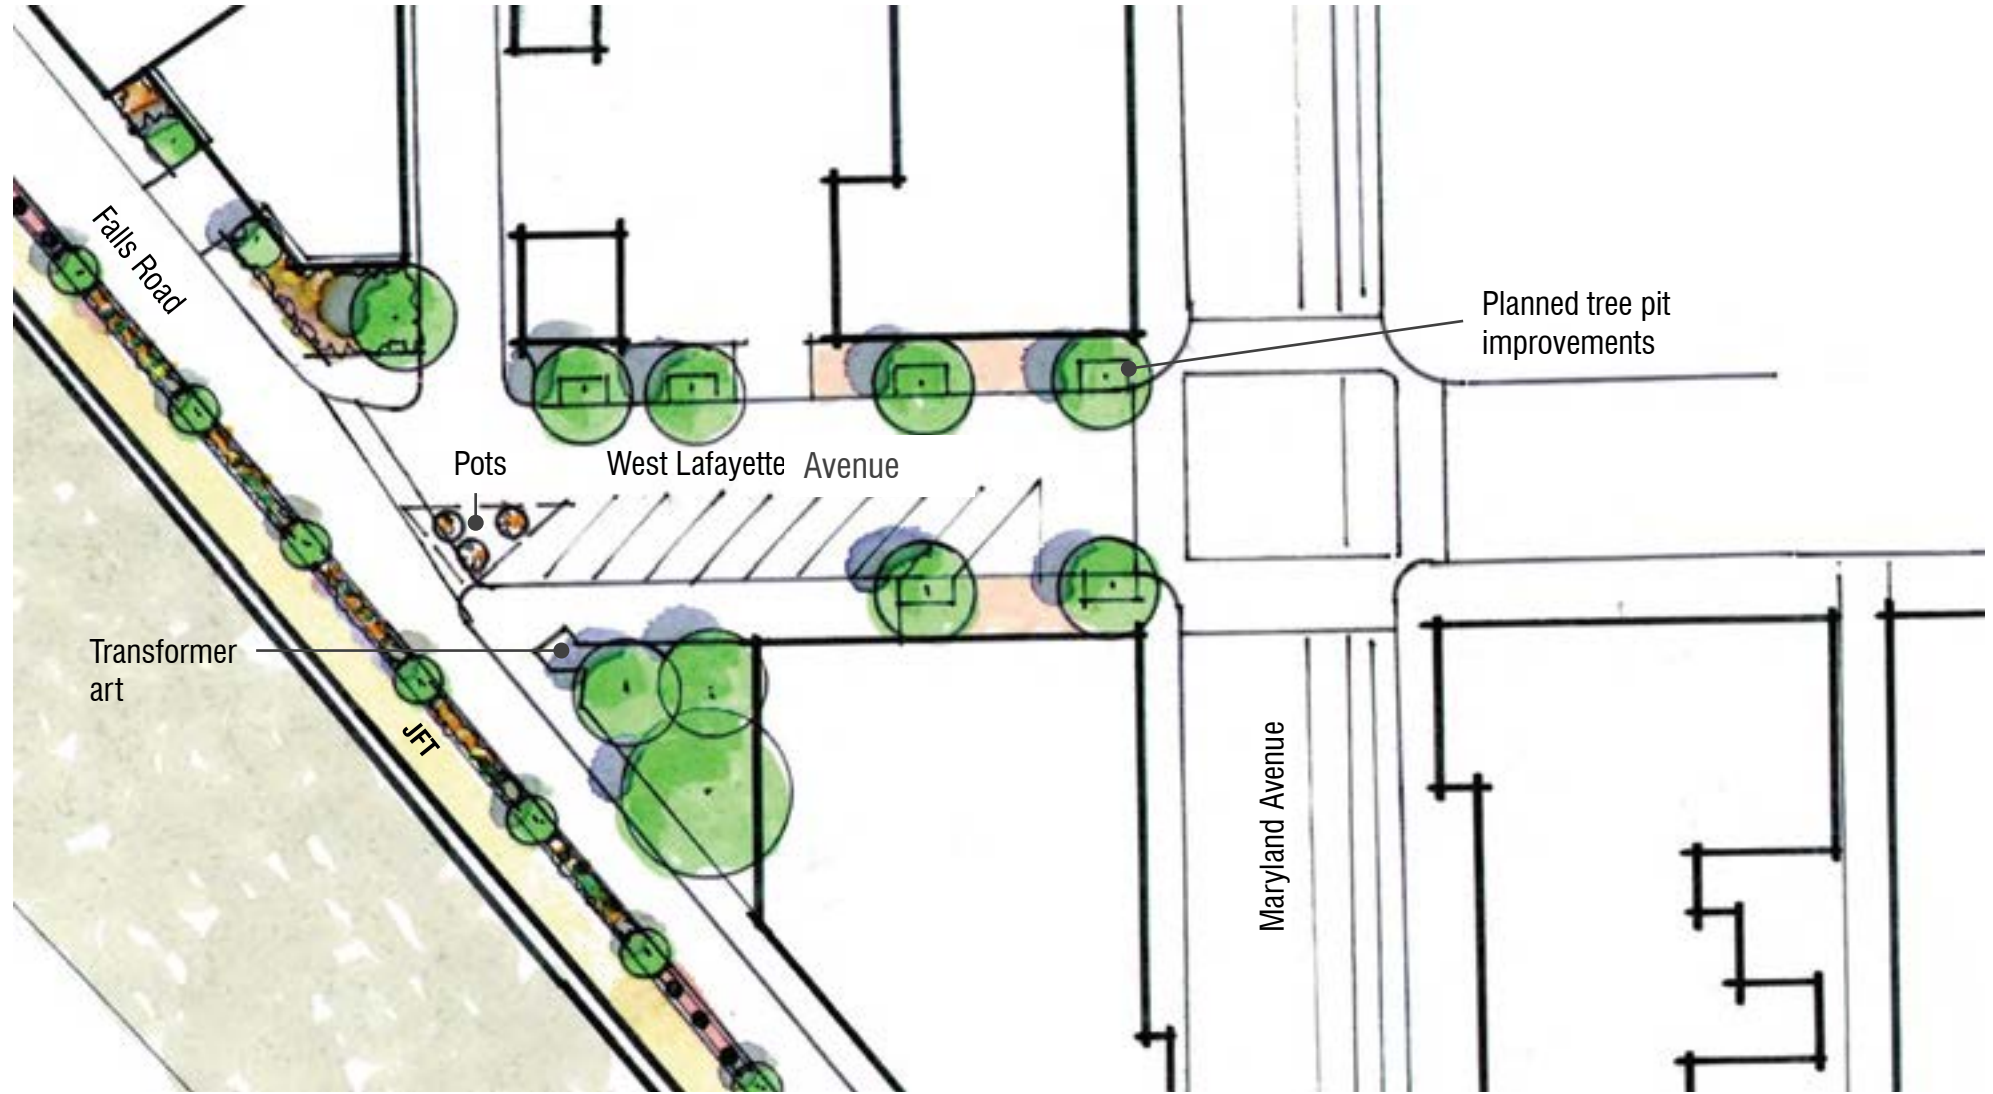 Falls Road
Planned tree pit
improvements
Pots
West Lafayette Avenue
Transformer
art
JFT
Maryland Avenue